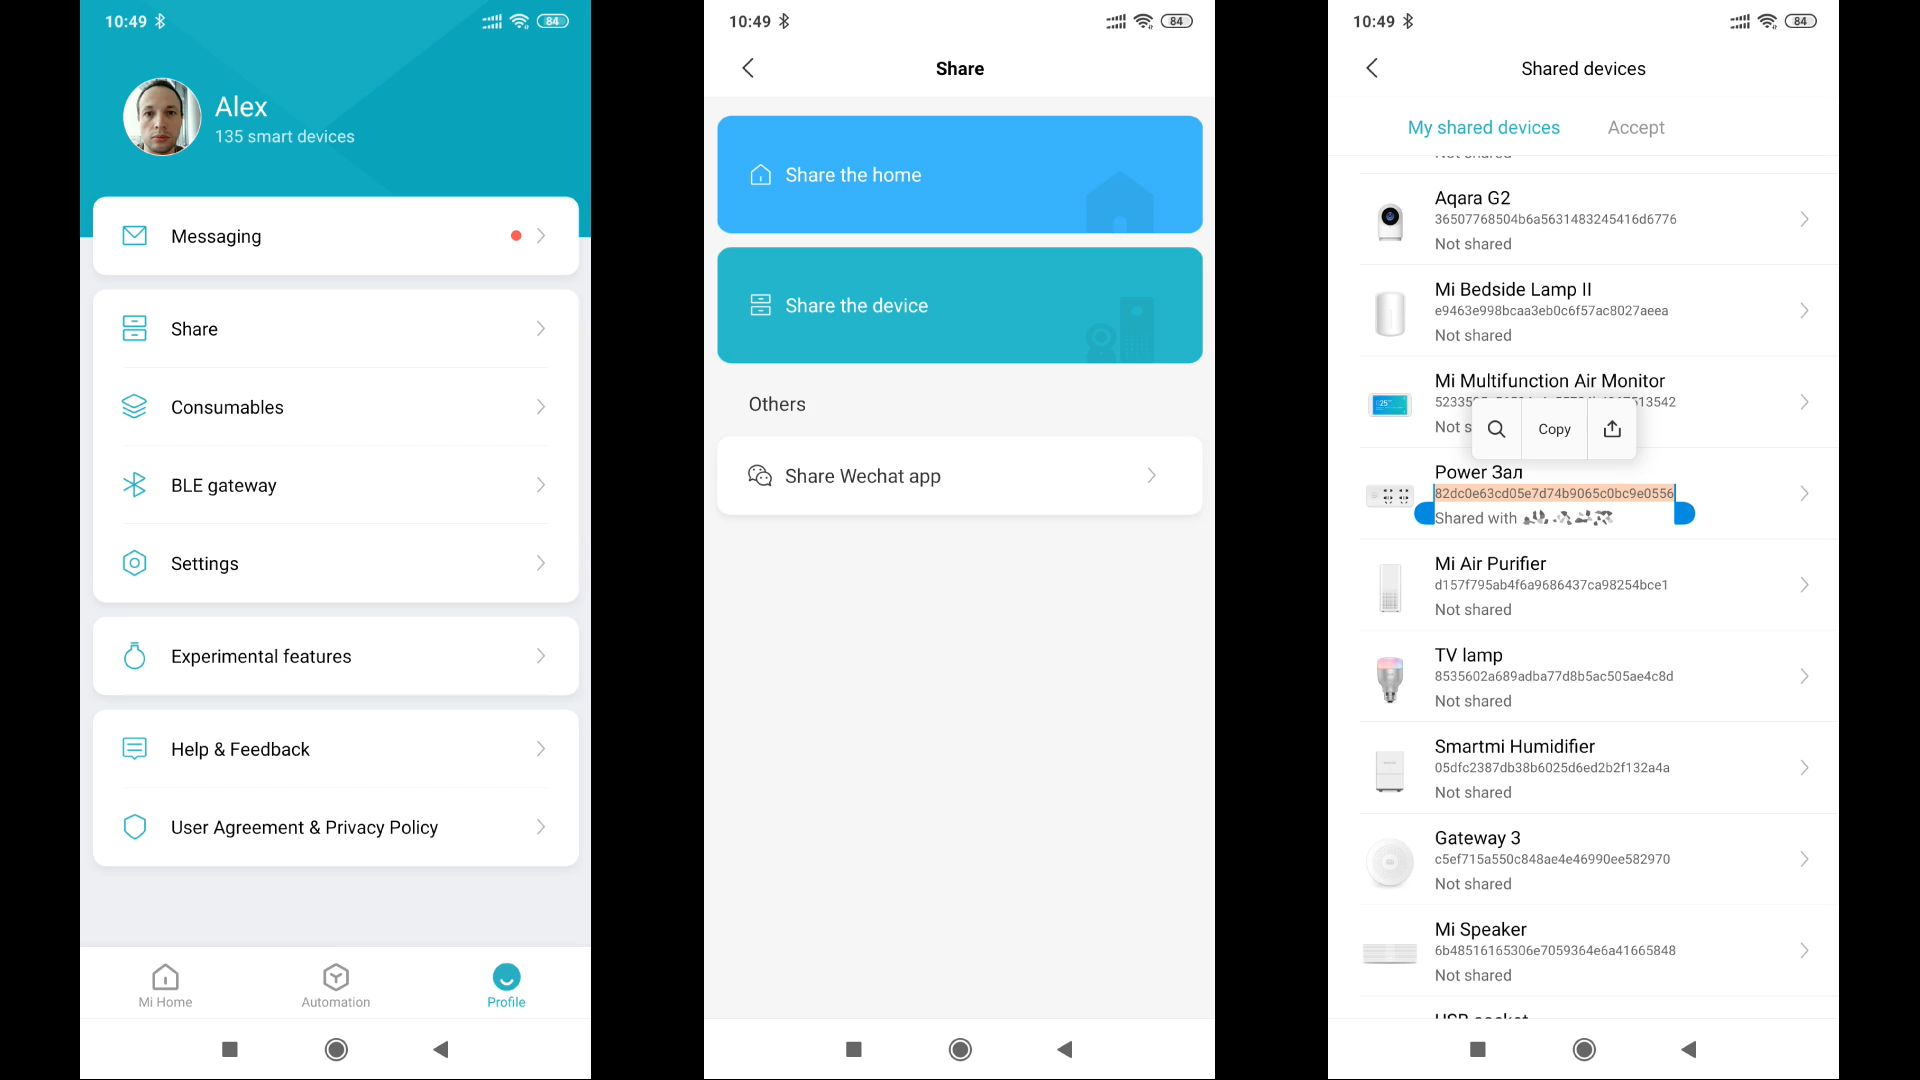 10:49
84
Alex
135 smart devices
Messaging
Share
Consumables
BLE gateway
Settings
Experimental features
Help & Feedback
User Agreement & Privacy Policy
Mi Home
Automation
Profile
10:49
84
Share
Share the home
Share the device
Others
Share Wechat app
10:49
84
Shared devices
My shared devices
Accept
Not shared
Aqara G2
36507768504b6a5631483245416d6776
Not shared
Mi Bedside Lamp II
e9463e998bcaa3eb0c6f57ac8027aeea
Not shared
Mi Multifunction Air Monitor
Copy
Power Зал
82dc0e63cd05e7d74b9065c0bc9e0556
Shared with
Mi Air Purifier
d157f795ab4f6a9686437ca98254bce1
Not shared
TV lamp
8535602a689adba77d8b5ac505ae4c8d
Not shared
Smartmi Humidifier
05dfc2387db38b6025d6ed2b2f132a4a
Not shared
Gateway 3
c5ef715a550c848ae4e46990ee582970
Not shared
Mi Speaker
6b48516165306e7059364e6a41665848
Not shared
USB socket